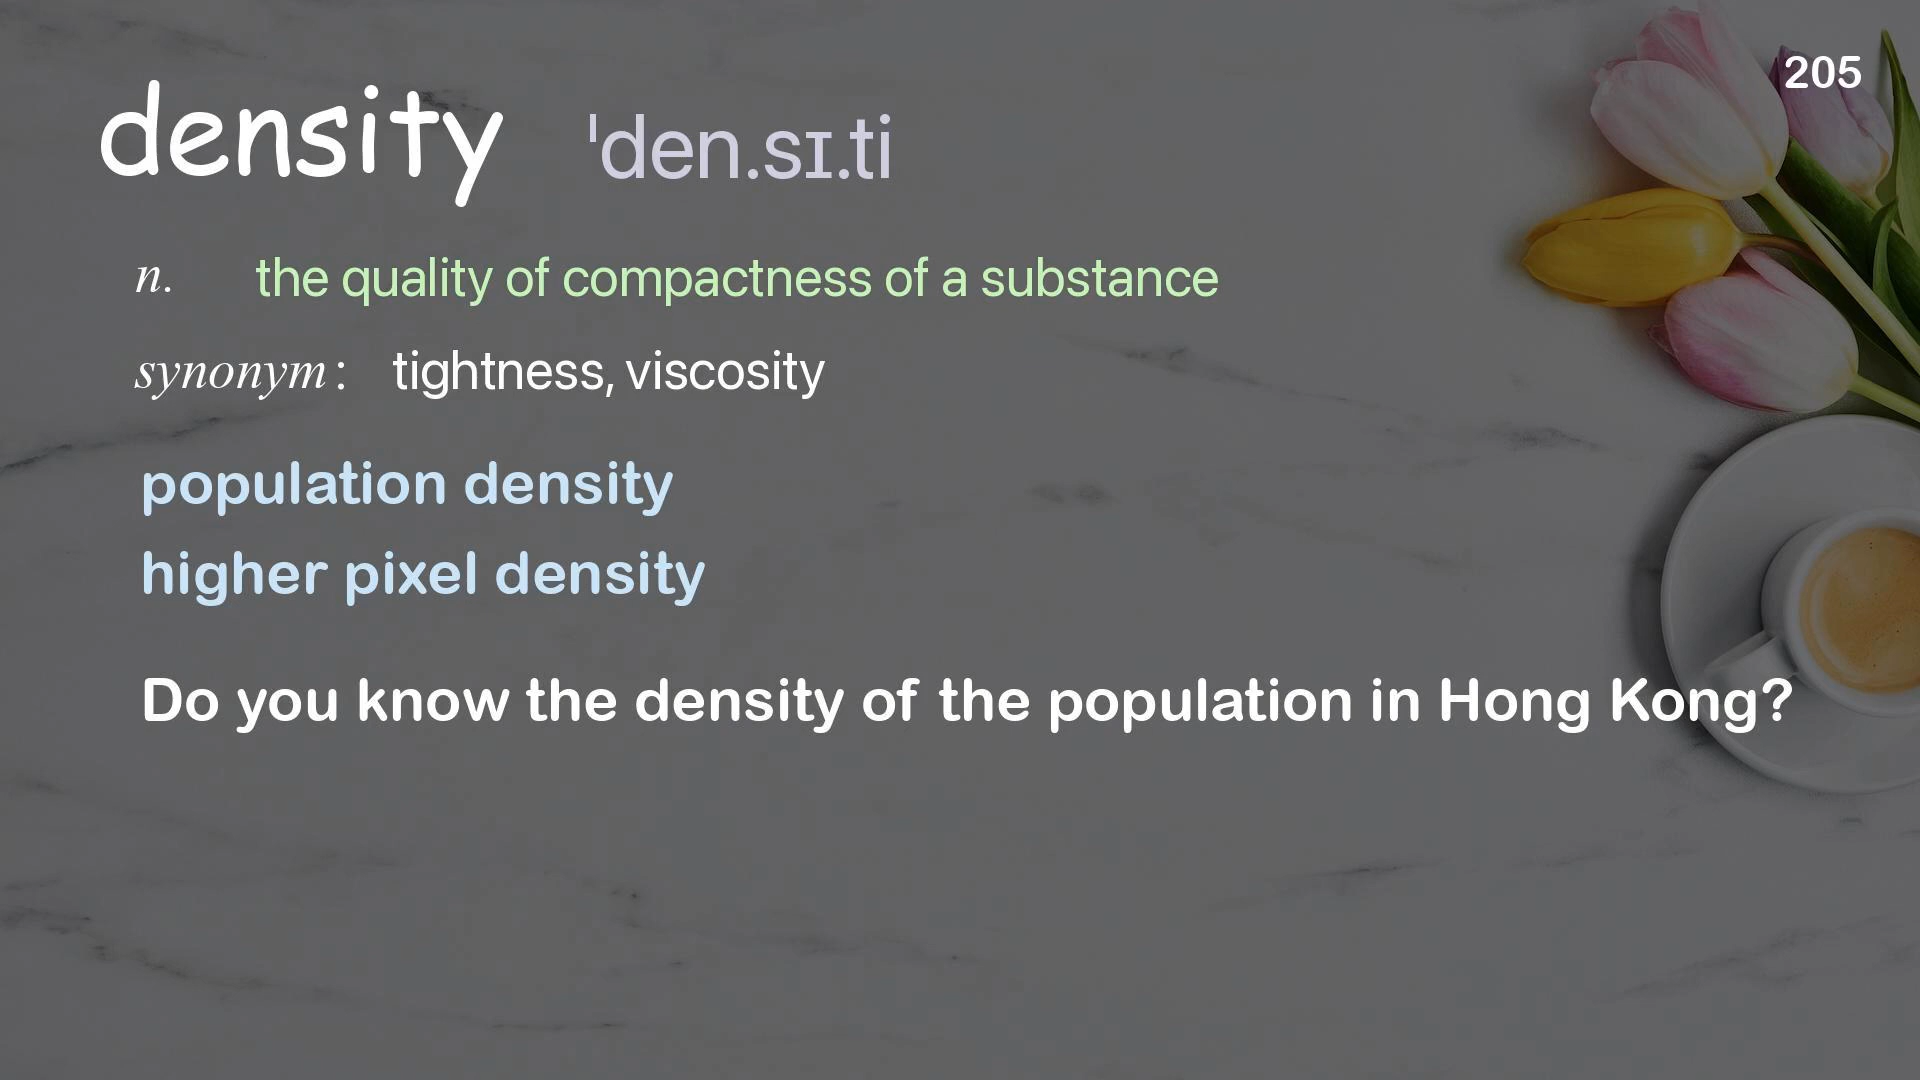 205
density ˈden.sɪ.ti
n. the quality of compactness of a substance
synonym: tightness, viscosity
population density
higher pixel density
Do you know the density of the population in Hong Kong?